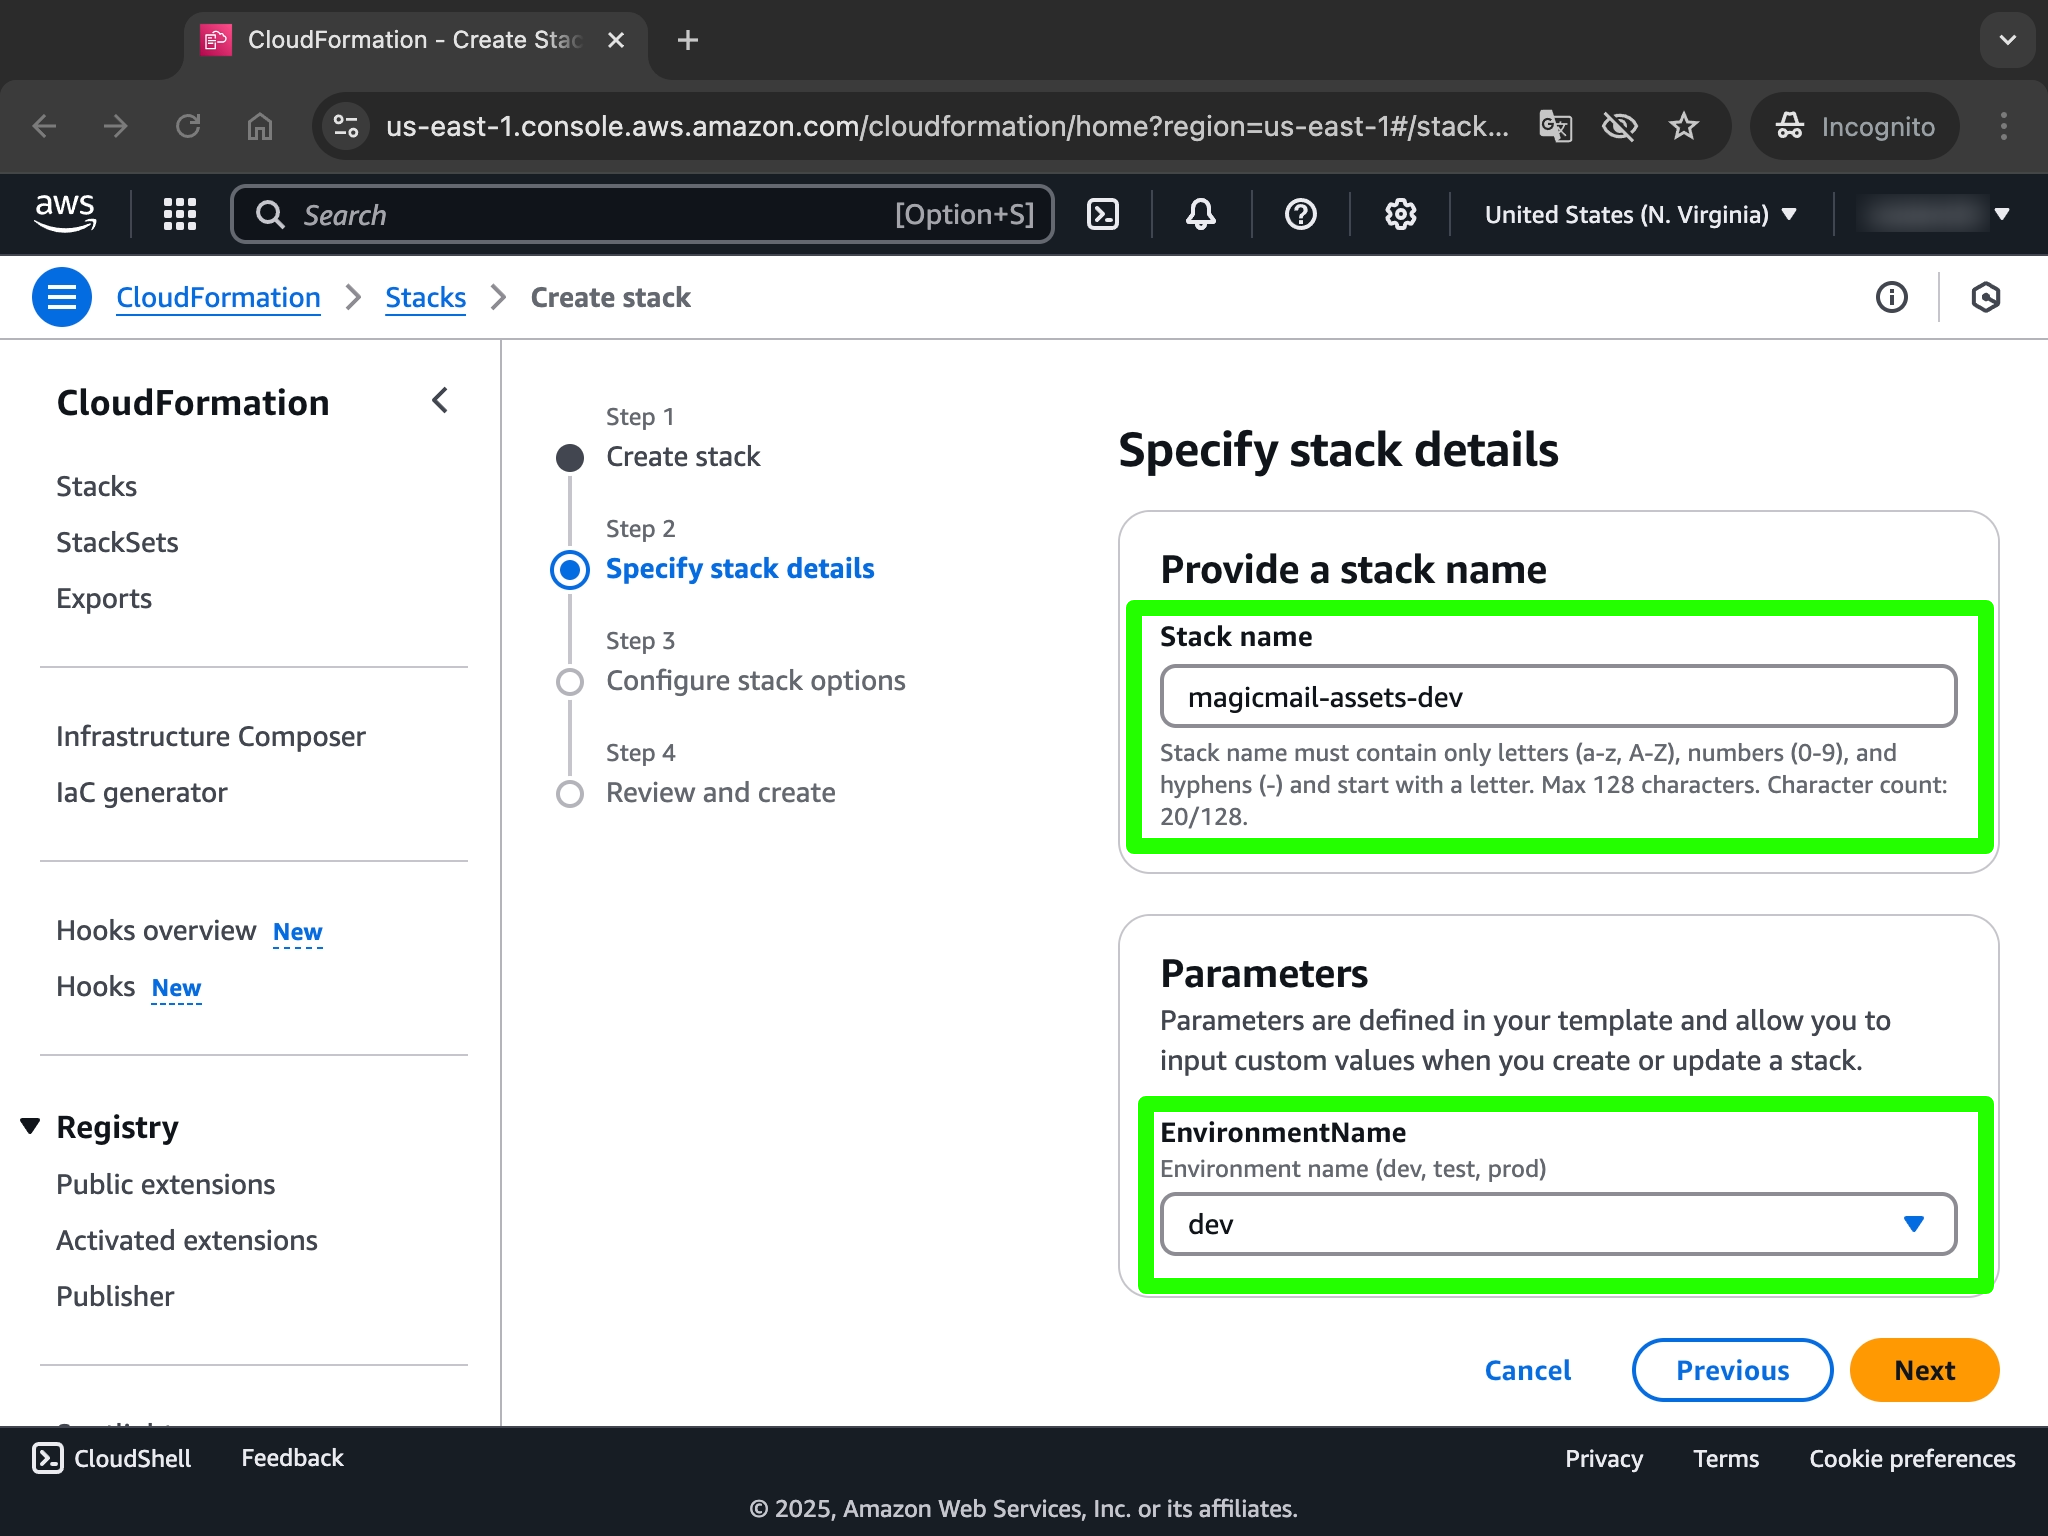 CloudFormation - Create Stac
us-east-1.console.aws.amazon.com/cloudformation/home?region=us-east-1#/stack...
Incognito
aws
Search
[Option+S]
United States (N. Virginia)
CloudFormation
Stacks
Create stack
CloudFormation
Stacks
StackSets
Exports
Infrastructure Composer
IaC generator
Hooks overview New
Hooks New
Registry
Public extensions
Activated extensions
Publisher
Step 1
Create stack
Step 2
Specify stack details
Step 3
Configure stack options
Step 4
Review and create
Specify stack details
Provide a stack name
Stack name
magicmail-assets-dev
Stack name must contain only letters (a-z, A-Z), numbers (0-9), and
hyphens (-) and start with a letter. Max 128 characters. Character count:
20/128.
Parameters
Parameters are defined in your template and allow you to
input custom values when you create or update a stack.
EnvironmentName
Environment name (dev, test, prod)
dev
Cancel
Previous
Next
CloudShell
Feedback
Privacy
Terms
Cookie preferences
© 2025, Amazon Web Services, Inc. or its affiliates.